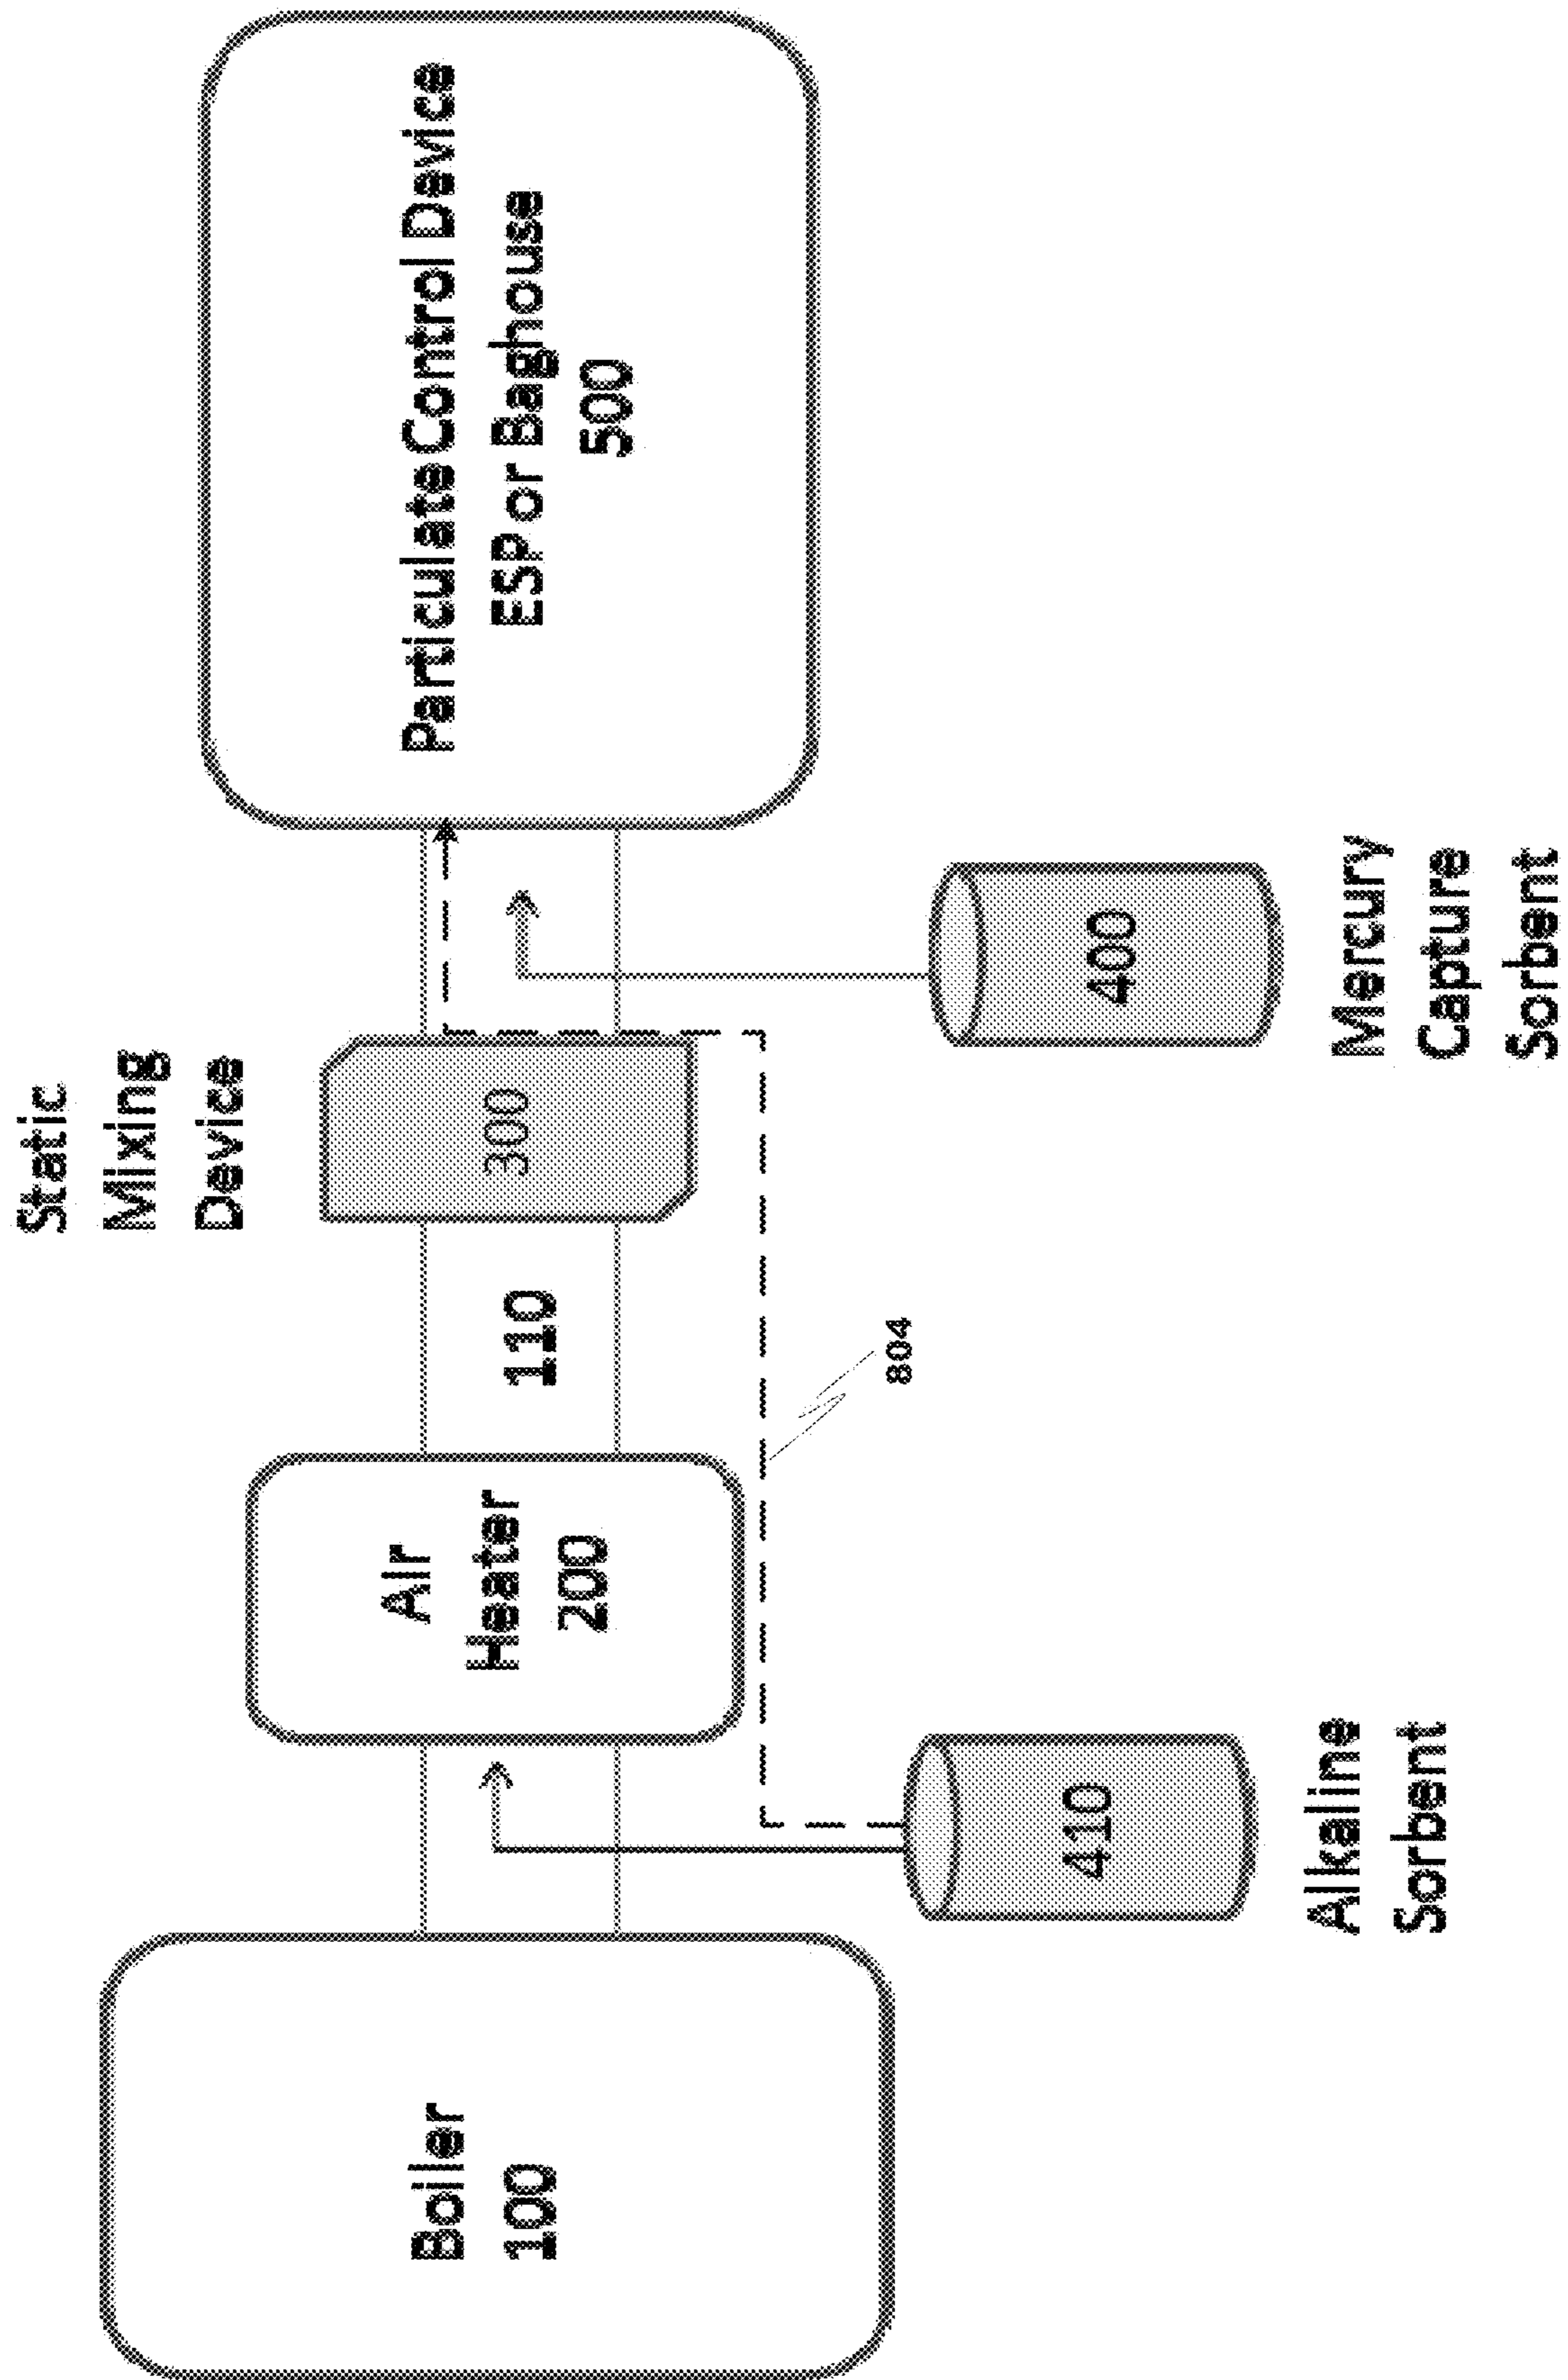 Static
Mixing
Device
Boiler
100
Air
Heater
200
110
300
Particulate Control Device
ESP or Baghouse
500
804
410
400
Alkaline
Sorbent
Mercury
Capture
Sorbent